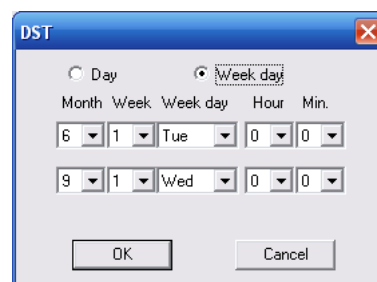 DST
Day Week day
Month Week Week day Hour Min.
6 1 Tue 0 0
9 1 Wed 0 0
OK Cancel